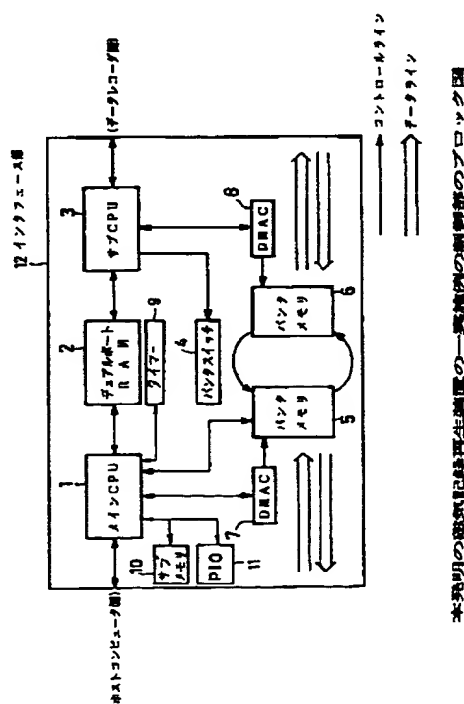 12 インタフェース部
(データレコーダ側)
3
サブCPU
2
デュアルポート
RAM
9
タイマー
1
メインCPU
ホストコンピュータ側)
4
バンクスイッチ
8
DMAC
6
バンク
メモリ
5
バンク
メモリ
7
DMAC
10
サブ
メモリ
PIO
11
コントロールライン
データライン
本発明の磁気記録再生装置の一実施例の制御部のブロック図